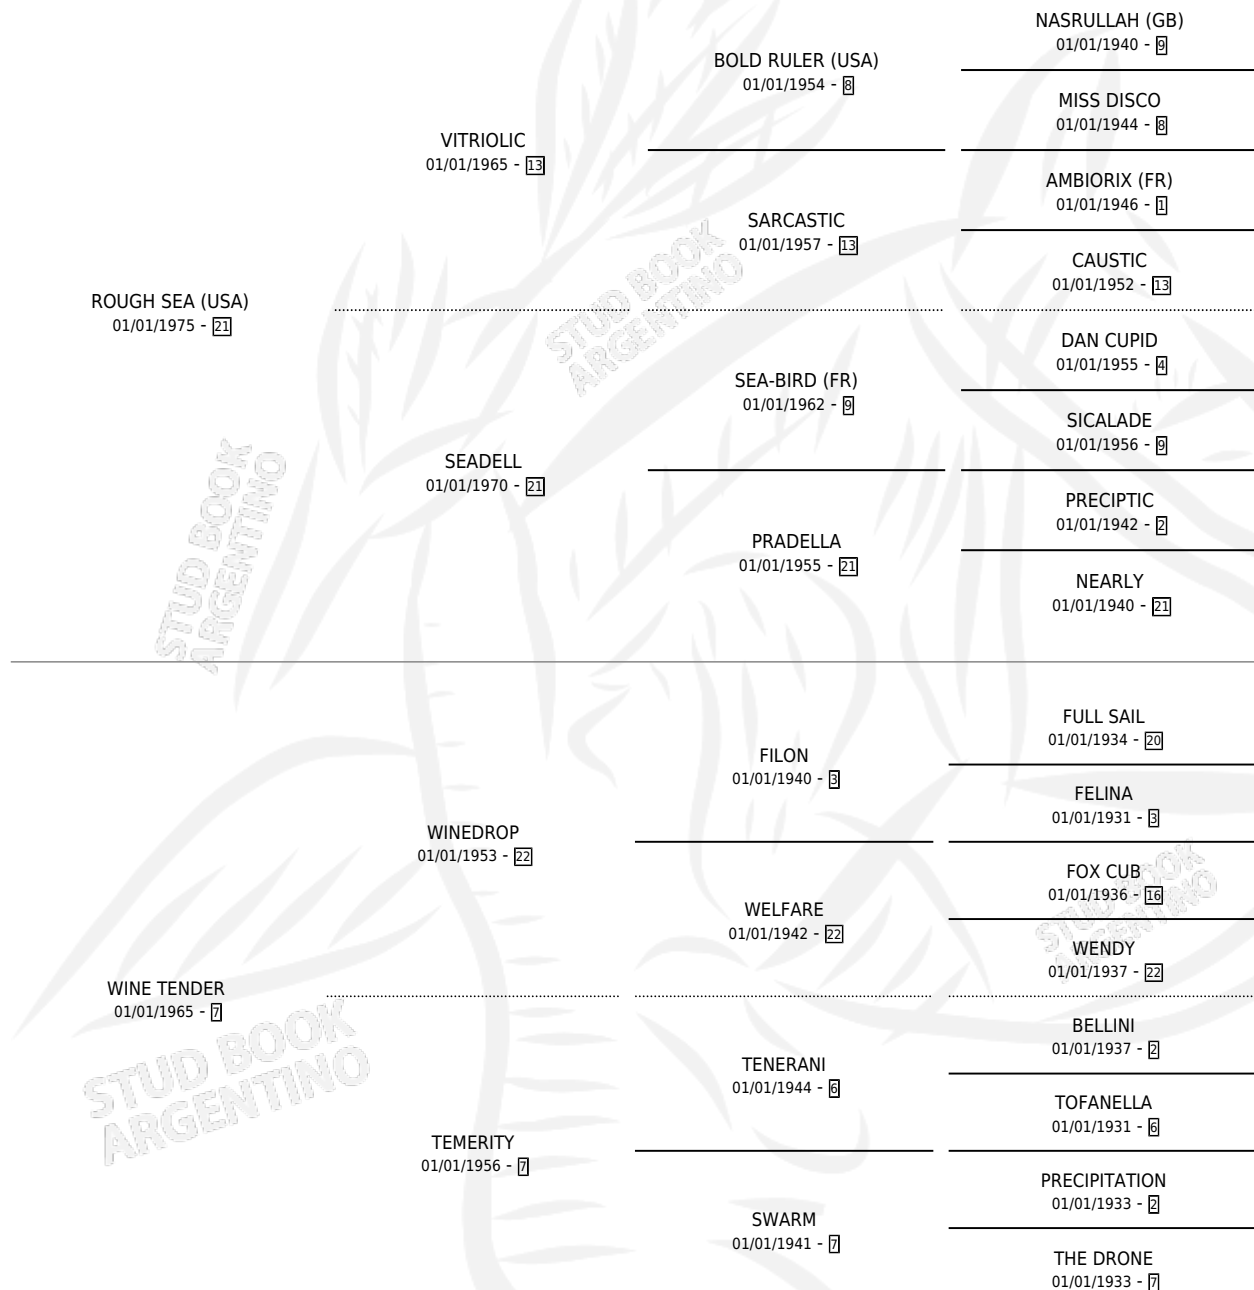 NASRULLAH (GB)
01/01/1940 - 9
BOLD RULER (USA)
01/01/1954 - 8
MISS DISCO
01/01/1944 - 8
VITRIOLIC
01/01/1965 - 13
AMBIORIX (FR)
01/01/1946 - 1
SARCASTIC
01/01/1957 - 13
CAUSTIC
01/01/1952 - 13
ROUGH SEA (USA)
01/01/1975 - 21
STUD BOOK
ARGENTINO
DAN CUPID
01/01/1955 - 4
SEA-BIRD (FR)
01/01/1962 - 9
SICALADE
01/01/1956 - 9
SEADELL
01/01/1970 - 21
PRECIPTIC
01/01/1942 - 2
PRADELLA
01/01/1955 - 21
NEARLY
01/01/1940 - 21
STUD BOOK
ARGENTINO
FULL SAIL
01/01/1934 - 20
FILON
01/01/1940 - 3
FELINA
01/01/1931 - 3
WINEDROP
01/01/1953 - 22
FOX CUB
01/01/1936 - 16
WELFARE
01/01/1942 - 22
WENDY
01/01/1937 - 22
STUD BOOK
ARGENTINO
WINE TENDER
01/01/1965 - 7
BELLINI
01/01/1937 - 2
TENERANI
01/01/1944 - 6
TOFANELLA
01/01/1931 - 6
STUD BOOK
ARGENTINO
TEMERITY
01/01/1956 - 7
PRECIPITATION
01/01/1933 - 2
SWARM
01/01/1941 - 7
THE DRONE
01/01/1933 - 7